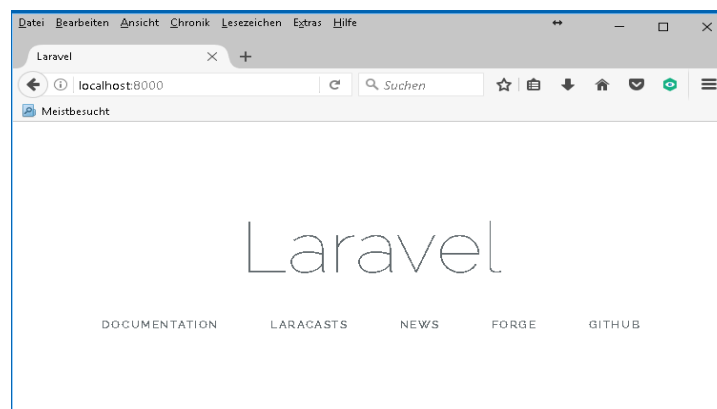 Datei Bearbeiten Ansicht Chronik Lesezeichen Extras Hilfe
Laravel
localhost:8000 Suchen
Meistbesucht
Laravel
DOCUMENTATION LARACASTS NEWS FORGE GITHUB